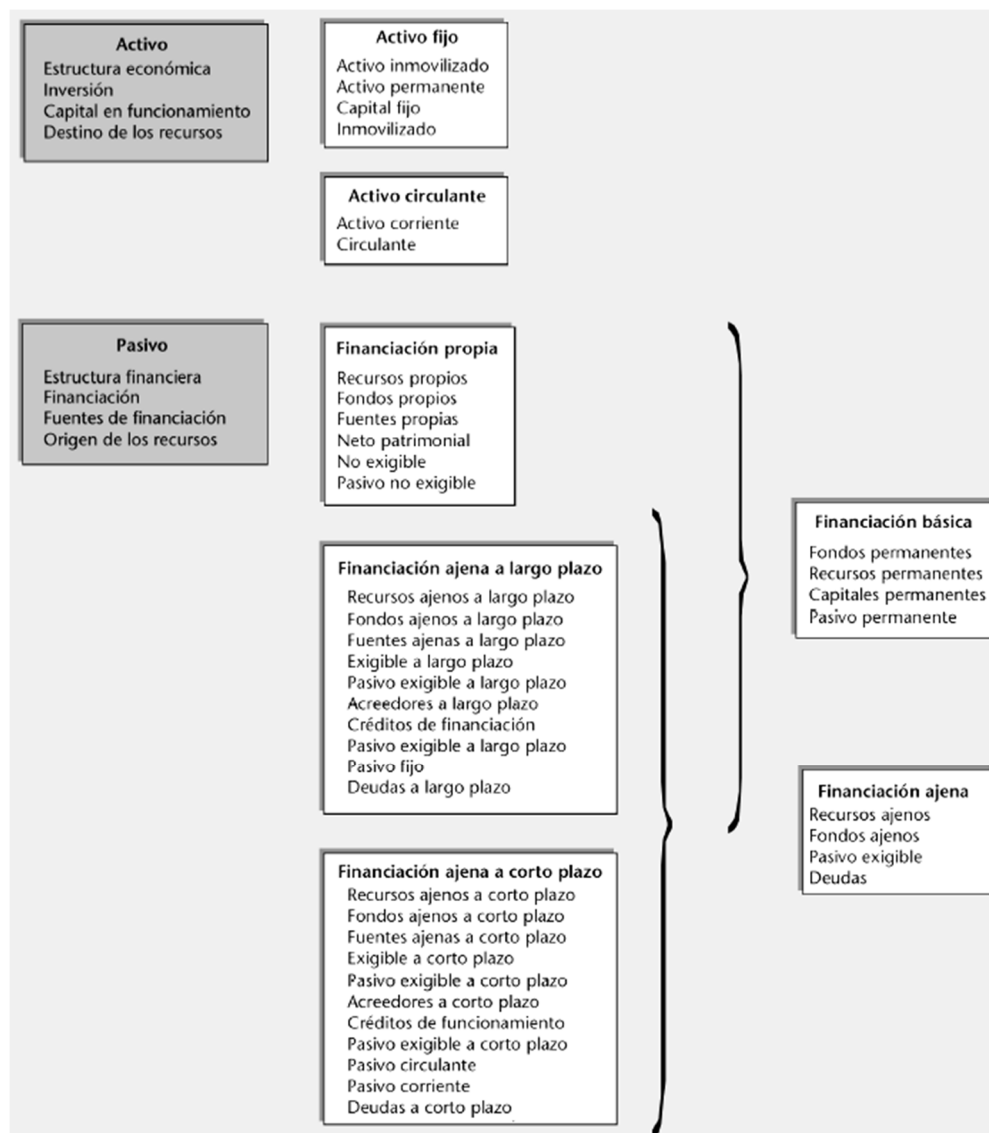 Activo
Estructura económica
Inversión
Capital en funcionamiento
Destino de los recursos
Activo fijo
Activo inmovilizado
Activo permanente
Capital fijo
Inmovilizado
Activo circulante
Activo corriente
Circulante
Pasivo
Estructura financiera
Financiación
Fuentes de financiación
Origen de los recursos
Financiación propia
Recursos propios
Fondos propios
Fuentes propias
Neto patrimonial
No exigible
Pasivo no exigible
Financiación ajena a largo plazo
Recursos ajenos a largo plazo
Fondos ajenos a largo plazo
Fuentes ajenas a largo plazo
Exigible a largo plazo
Pasivo exigible a largo plazo
Acreedores a largo plazo
Créditos de financiación
Pasivo exigible a largo plazo
Pasivo fijo
Deudas a largo plazo
Financiación ajena a corto plazo
Recursos ajenos a corto plazo
Fondos ajenos a corto plazo
Fuentes ajenas a corto plazo
Exigible a corto plazo
Pasivo exigible a corto plazo
Acreedores a corto plazo
Créditos de funcionamiento
Pasivo exigible a corto plazo
Pasivo circulante
Pasivo corriente
Deudas a corto plazo
Financiación básica
Fondos permanentes
Recursos permanentes
Capitales permanentes
Pasivo permanente
Financiación ajena
Recursos ajenos
Fondos ajenos
Pasivo exigible
Deudas